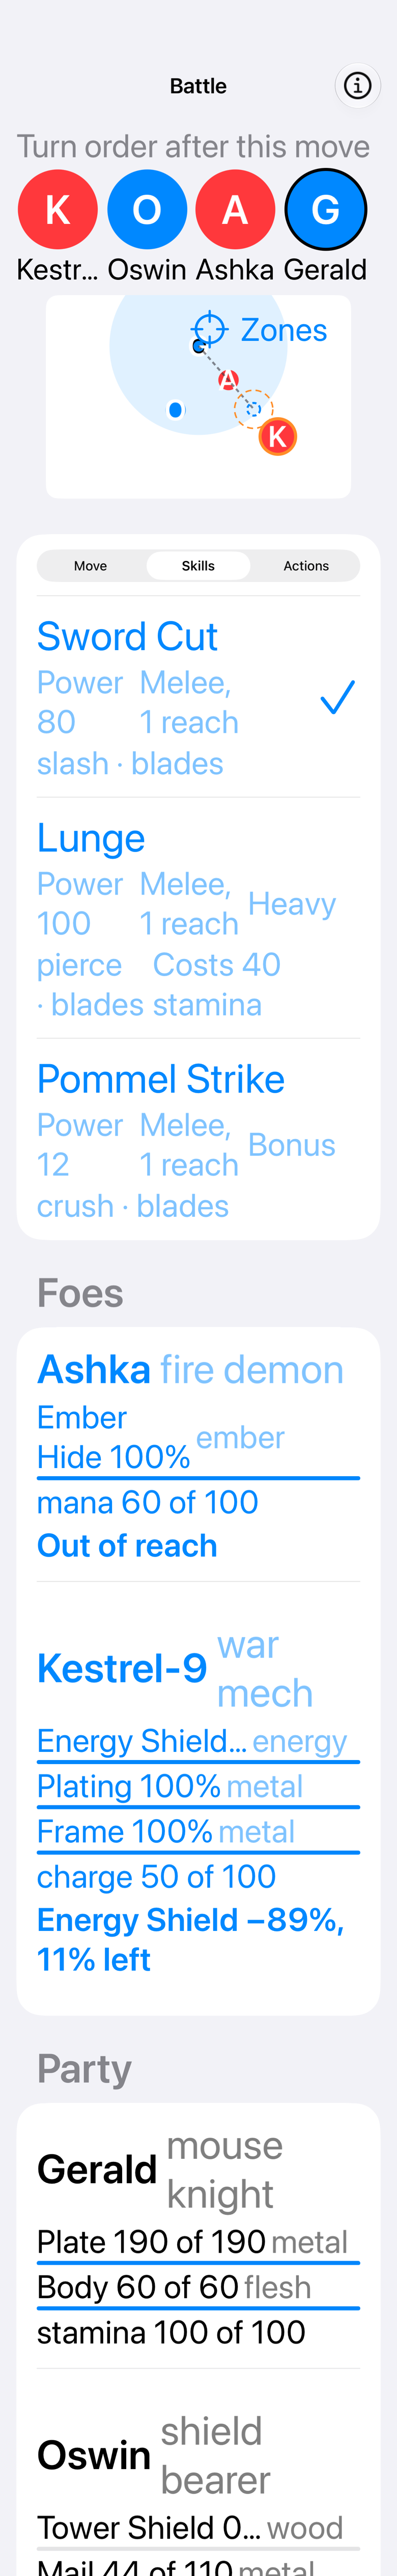 Battle
Turn order after this move
K O A G
Kestr... Oswin Ashka Gerald
Zones
A
K
Move Skills Actions
Sword Cut
Power 80 Melee, 1 reach
slash · blades
Lunge
Power 100 Melee, 1 reach Heavy
pierce · blades Costs 40 stamina
Pommel Strike
Power 12 Melee, 1 reach Bonus
crush · blades
Foes
Ashka fire demon
Ember Hide 100% ember
mana 60 of 100
Out of reach
Kestrel-9 war mech
Energy Shield... energy
Plating 100% metal
Frame 100% metal
charge 50 of 100
Energy Shield −89%,
11% left
Party
Gerald mouse knight
Plate 190 of 190 metal
Body 60 of 60 flesh
stamina 100 of 100
Oswin shield bearer
Tower Shield 0... wood
Mail 44 of 110 metal